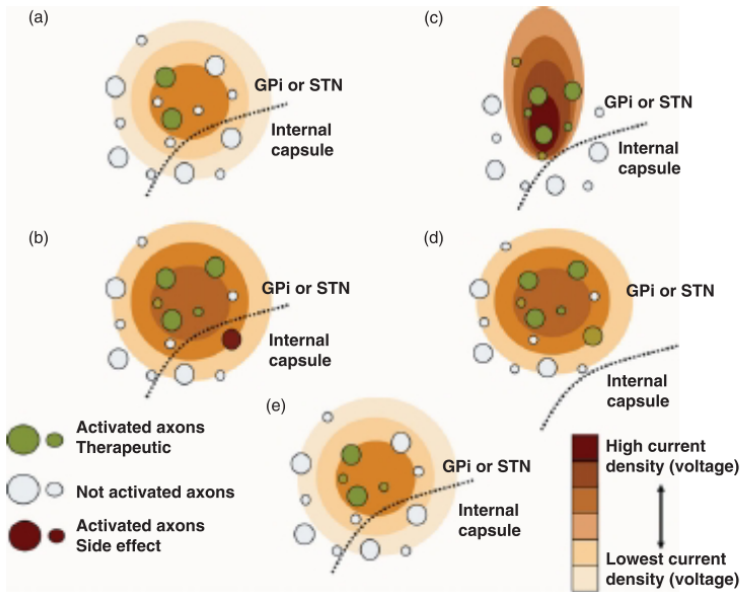 (a)
GPi or STN
Internal
capsule
(c)
GPi or STN
Internal
capsule
(b)
GPi or STN
Internal
capsule
(d)
GPi or STN
Internal
capsule
(e)
GPi or STN
Internal
capsule
Activated axons
Therapeutic
Not activated axons
Activated axons
Side effect
High current
density (voltage)
Lowest current
density (voltage)